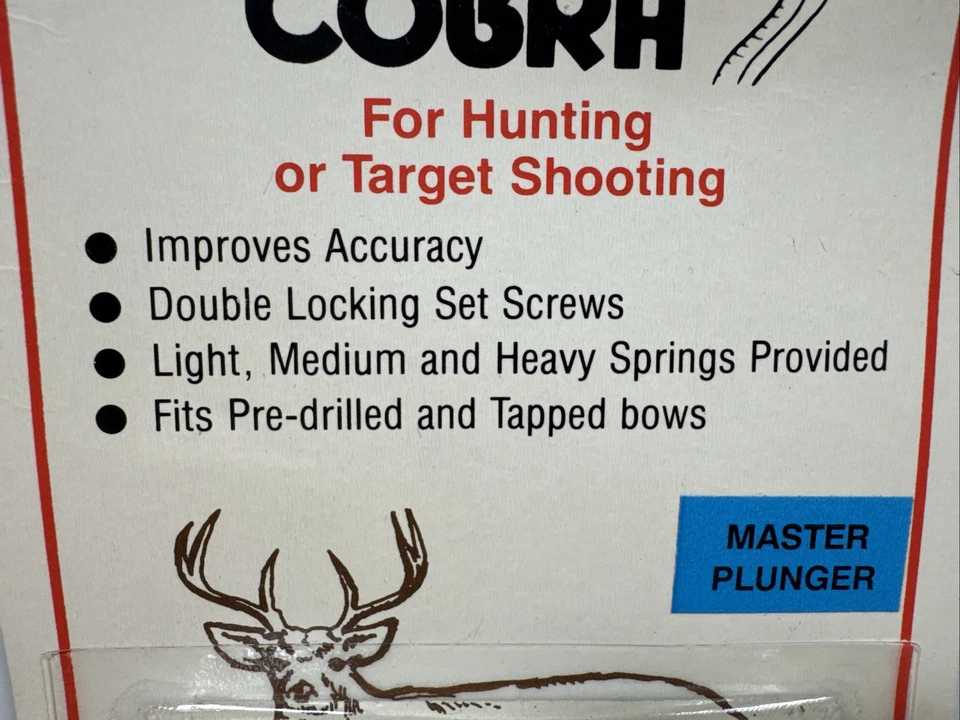 COBRA
For Hunting
or Target Shooting
● Improves Accuracy
● Double Locking Set Screws
● Light, Medium and Heavy Springs Provided
● Fits Pre-drilled and Tapped bows
MASTER
PLUNGER